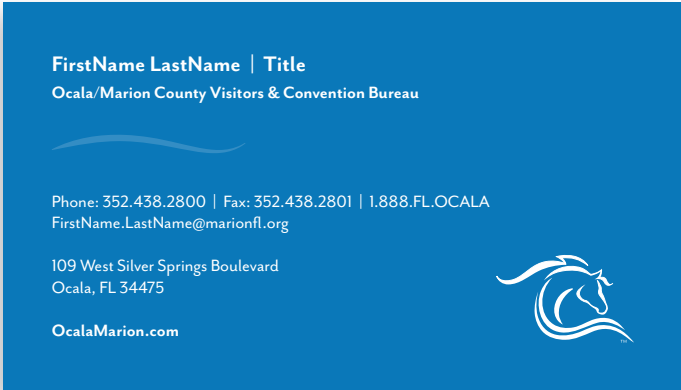 FirstName LastName | Title
Ocala/Marion County Visitors & Convention Bureau
Phone: 352.438.2800 | Fax: 352.438.2801 | 1.888.FL.OCALA
FirstName.LastName@marionfl.org
109 West Silver Springs Boulevard
Ocala, FL 34475
OcalaMarion.com
TM